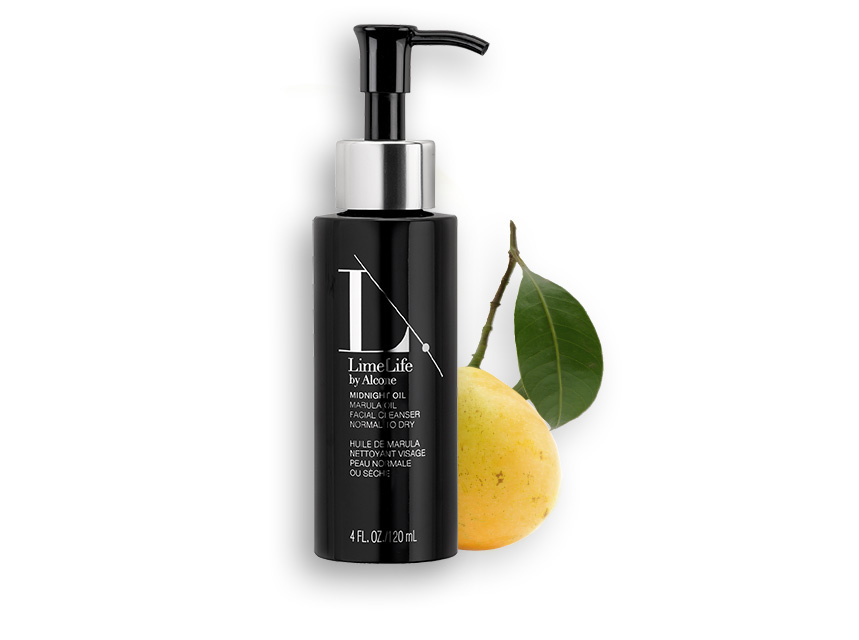 L.
LimeLife
by Alcone
MIDNIGHT OIL
MARULA OIL
FACIAL CLEANSER
NORMAL TO DRY
HUILE DE MARULA
NETTOYANT VISAGE
PEAU NORMALE
OU SÈCHE
4 FL. OZ./120 mL